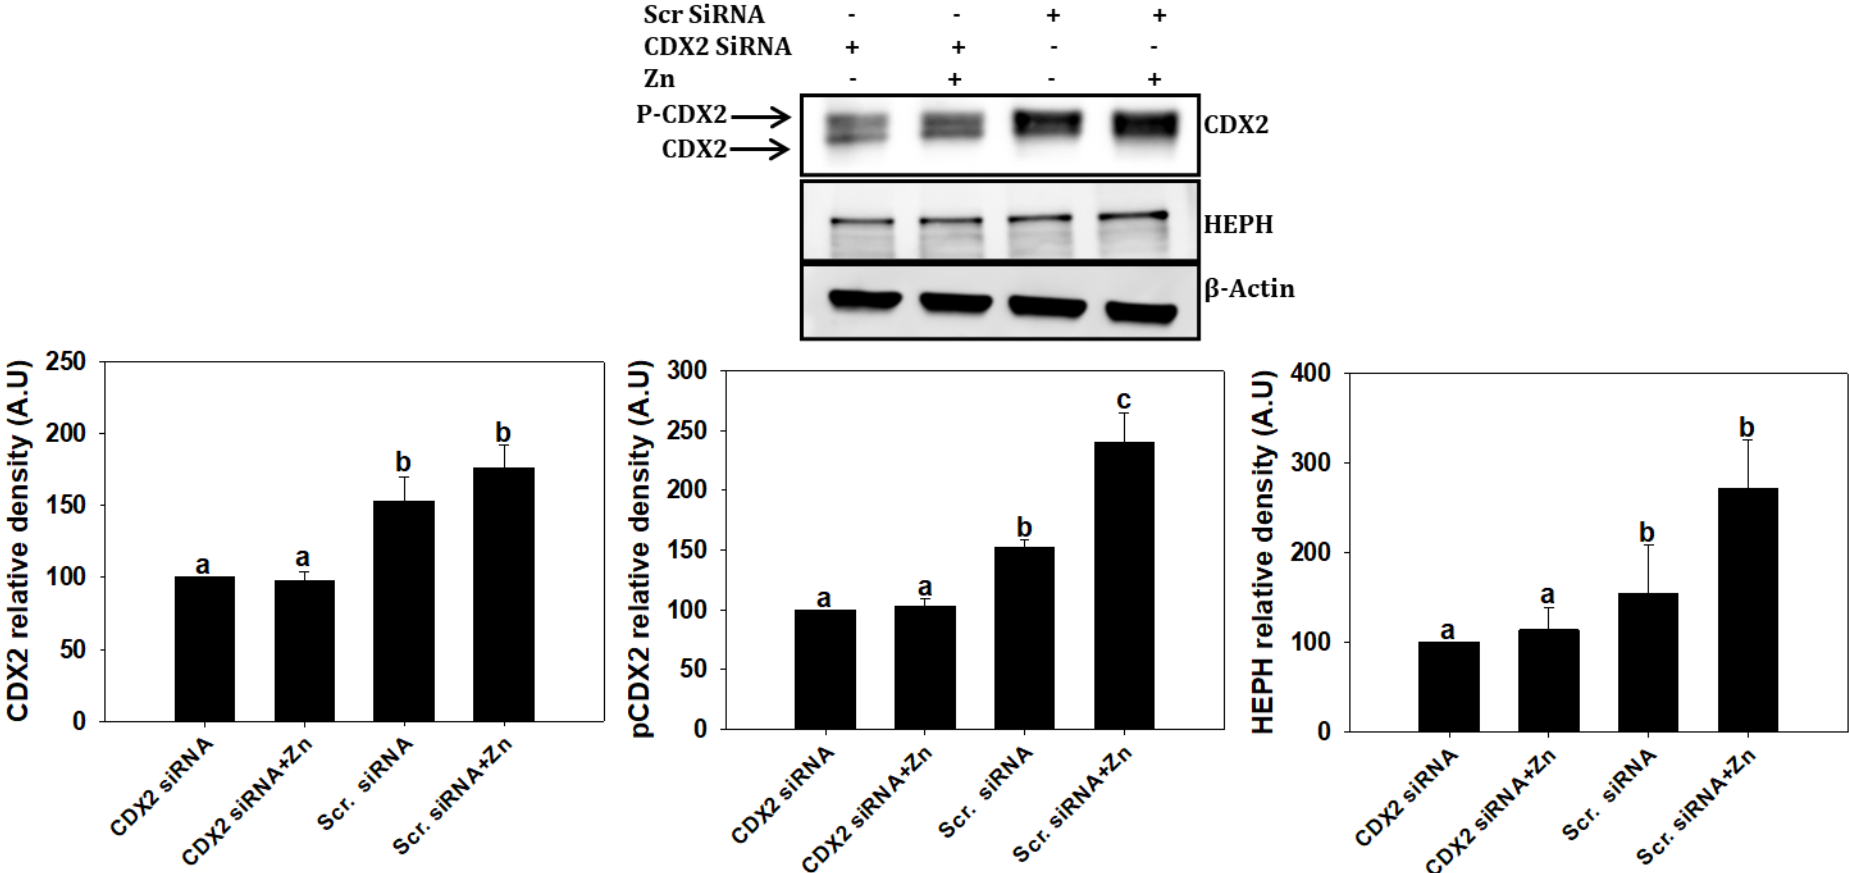 Scr SiRNA - - + +
CDX2 SiRNA + + - -
Zn - + - +
P-CDX2
CDX2
CDX2
HEPH
β-Actin
CDX2 relative density (A.U)
250
200
150
100
50
0
a
a
b
b
CDX2 siRNA
CDX2 siRNA+Zn
Scr. siRNA
Scr. siRNA+Zn
pCDX2 relative density (A.U)
300
250
200
150
100
50
0
a
a
b
c
CDX2 siRNA
CDX2 siRNA+Zn
Scr. siRNA
Scr. siRNA+Zn
HEPH relative density (A.U)
400
300
200
100
0
a
a
b
b
CDX2 siRNA
CDX2 siRNA+Zn
Scr. siRNA
Scr. siRNA+Zn